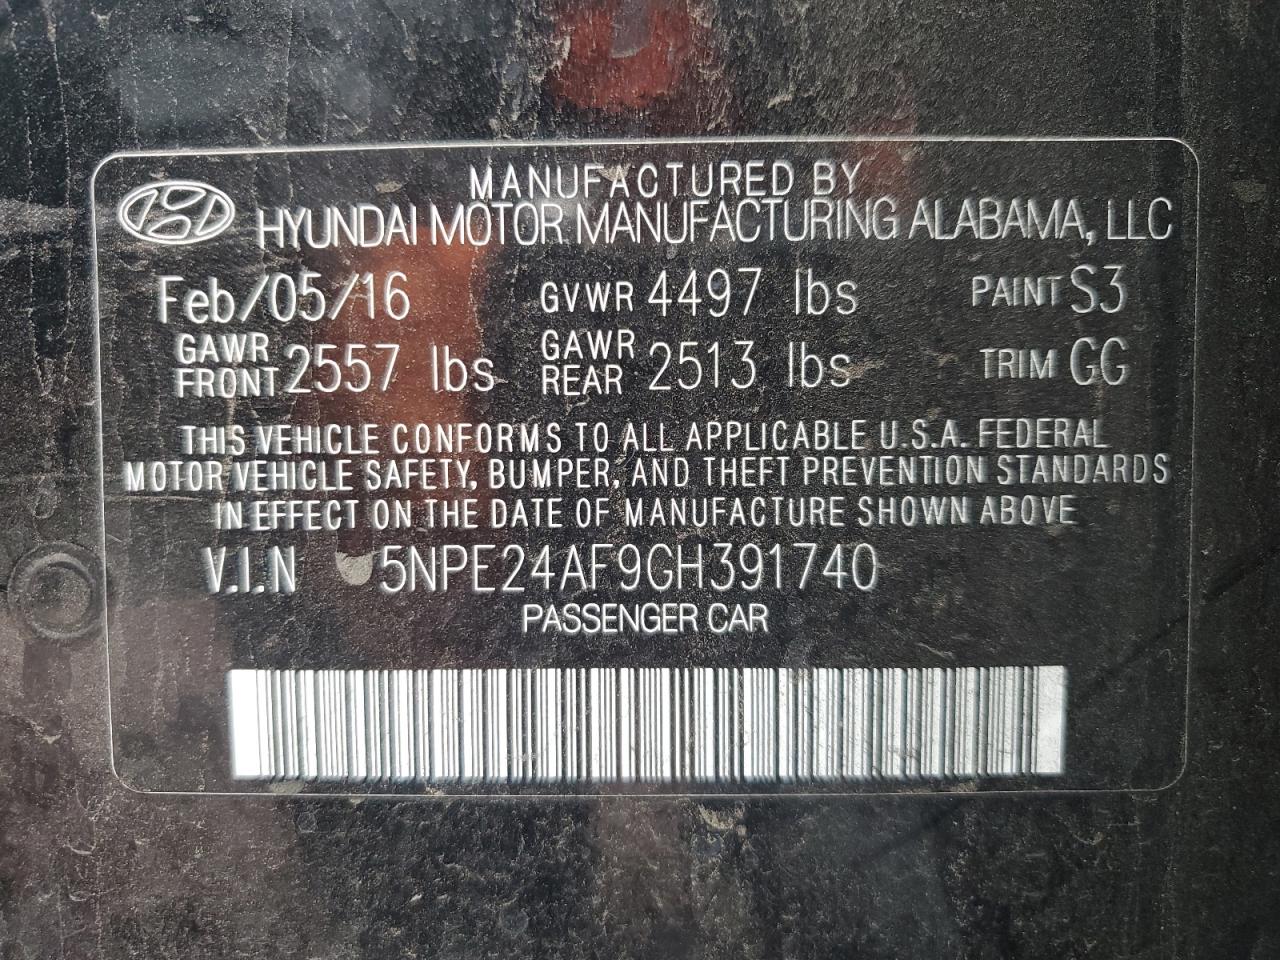 MANUFACTURED BY
HYUNDAI MOTOR MANUFACTURING ALABAMA, LLC
Feb/05/16 GVWR 4497 lbs PAINT S3
GAWR FRONT 2557 lbs GAWR REAR 2513 lbs TRIM GG
THIS VEHICLE CONFORMS TO ALL APPLICABLE U.S.A. FEDERAL
MOTOR VEHICLE SAFETY, BUMPER, AND THEFT PREVENTION STANDARDS
IN EFFECT ON THE DATE OF MANUFACTURE SHOWN ABOVE
V.I.N 5NPE24AF9GH391740
PASSENGER CAR